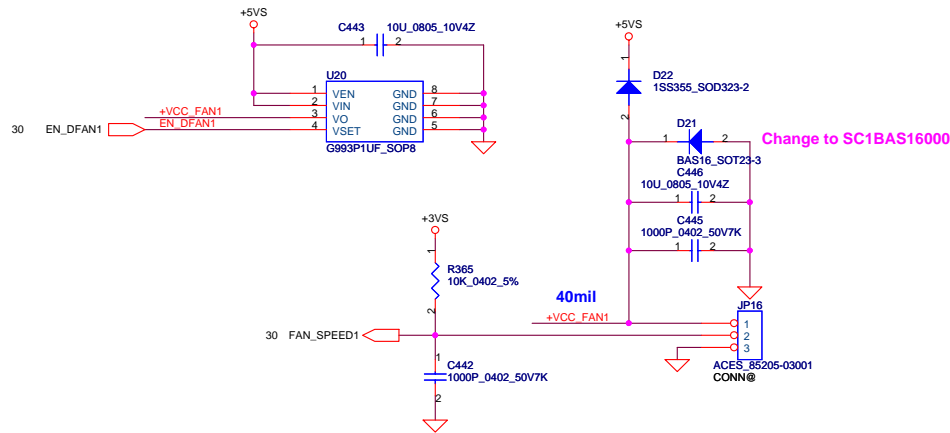 +5VS
C443 10U_0805_10V4Z
1 2
U20
1 VEN GND 8
2 VIN GND 7
3 VO GND 6
4 VSET GND 5
G993P1UF_SOP8
+VCC_FAN1
30 EN_DFAN1 EN_DFAN1
+5VS
1
D22
1SS355_SOD323-2
2
D21
1 2
BAS16_SOT23-3
Change to SC1BAS16000
C446
10U_0805_10V4Z
1 2
C445
1000P_0402_50V7K
1 2
+3VS
1
R365
10K_0402_5%
2
40mil
+VCC_FAN1
30 FAN_SPEED1
1
C442
1000P_0402_50V7K
2
JP16
1
2
3
ACES_85205-03001
CONN@